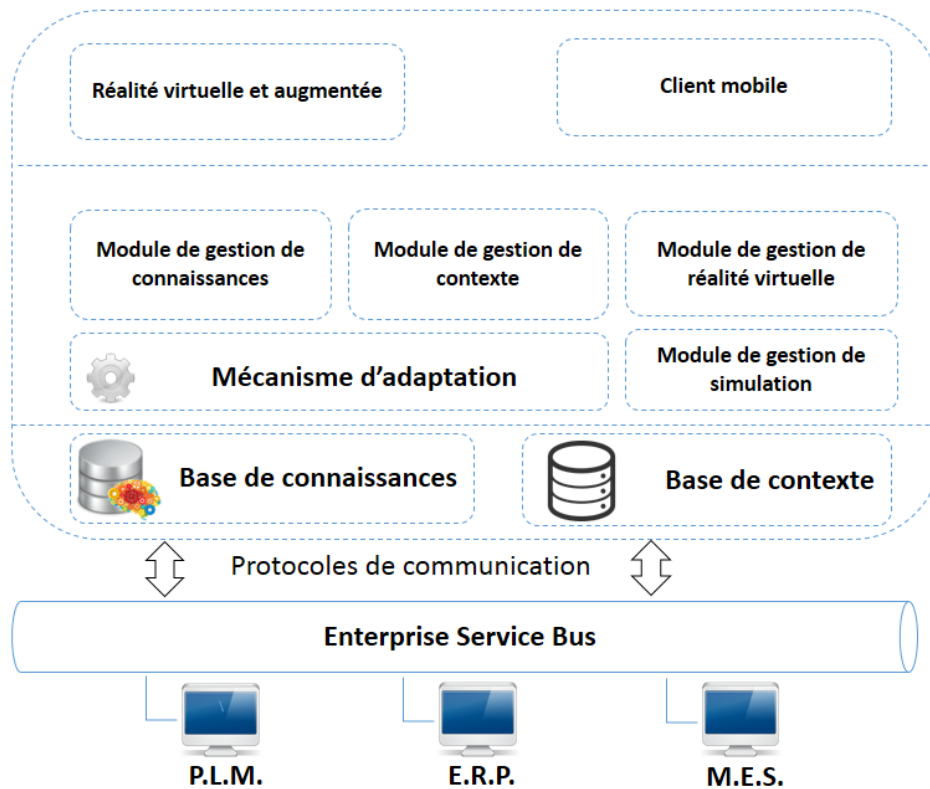 Réalité virtuelle et augmentée
Client mobile
Module de gestion de
connaissances
Module de gestion de
contexte
Module de gestion de
réalité virtuelle
Mécanisme d’adaptation
Module de gestion de
simulation
Base de connaissances
Base de contexte
Protocoles de communication
Enterprise Service Bus
P.L.M.
E.R.P.
M.E.S.